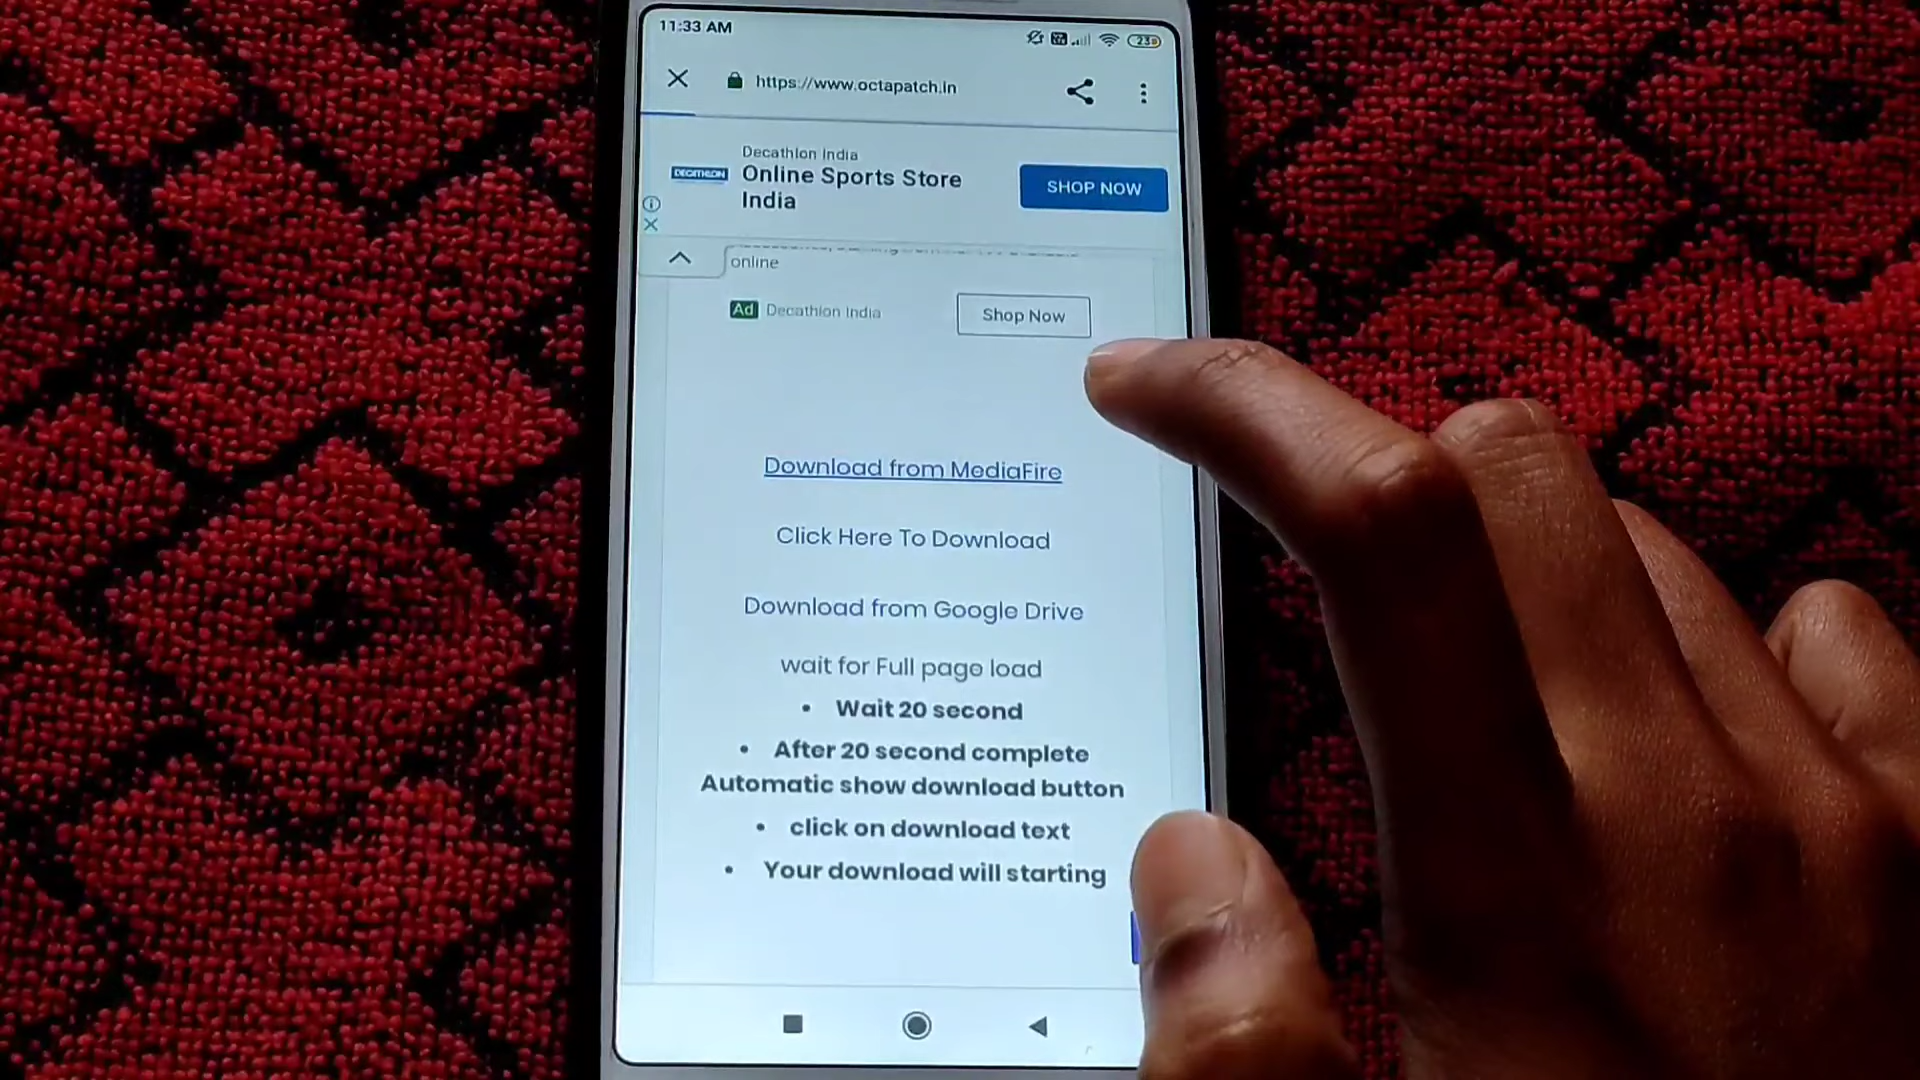 11:33 AM
23
https://www.octapatch.in
Decathlon India
DECATHLON
Online Sports Store
India
SHOP NOW
online
Ad Decathlon India
Shop Now
Download from MediaFire
Click Here To Download
Download from Google Drive
wait for Full page load
• Wait 20 second
• After 20 second complete
Automatic show download button
• click on download text
• Your download will starting